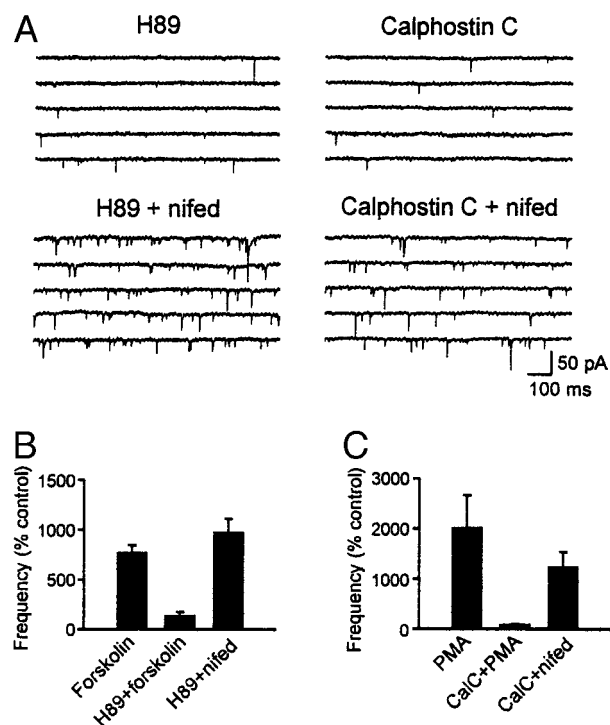 A
H89
Calphostin C
H89 + nifed
Calphostin C + nifed
50 pA
100 ms
B
Frequency (% control)
1500
1000
500
0
Forskolin
H89+forskolin
H89+nifed
C
Frequency (% control)
3000
2000
1000
0
PMA
CalC+PMA
CalC+nifed